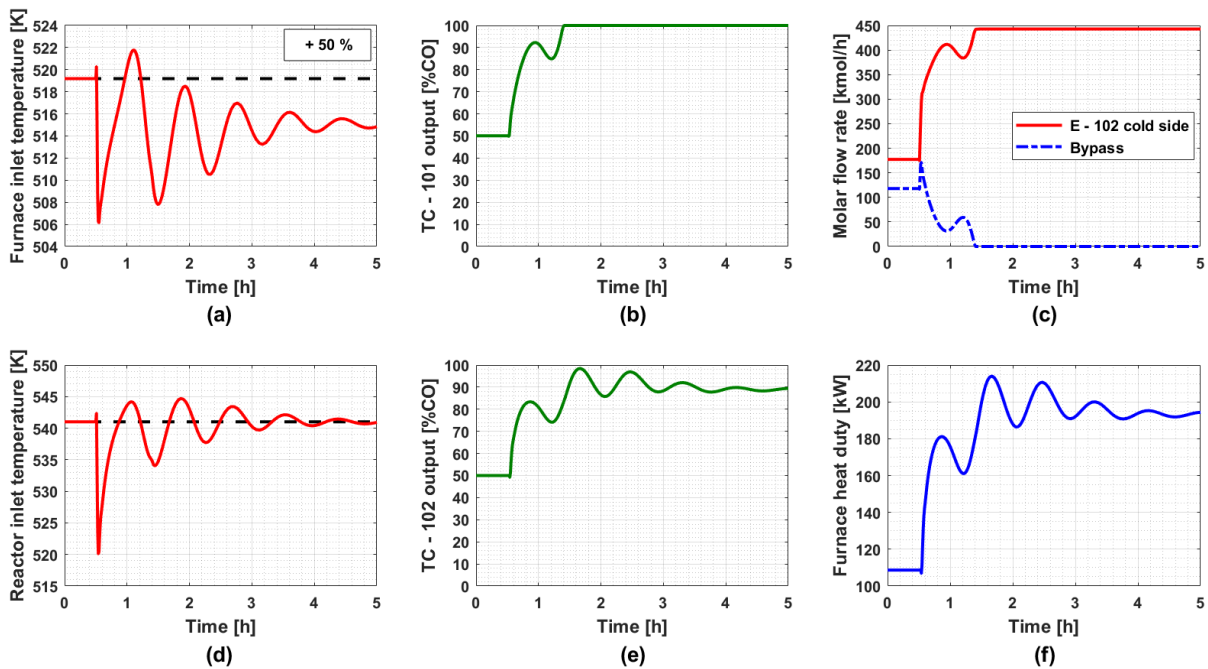 Furnace inlet temperature [K]
524
522
520
518
516
514
512
510
508
506
504
+ 50 %
0 1 2 3 4 5
Time [h]
(a)
TC - 101 output [%CO]
100
90
80
70
60
50
40
30
20
10
0
0 1 2 3 4 5
Time [h]
(b)
Molar flow rate [kmol/h]
450
400
350
300
250
200
150
100
50
0
E - 102 cold side
Bypass
0 1 2 3 4 5
Time [h]
(c)
Reactor inlet temperature [K]
550
545
540
535
530
525
520
515
0 1 2 3 4 5
Time [h]
(d)
TC - 102 output [%CO]
100
90
80
70
60
50
40
30
20
10
0
0 1 2 3 4 5
Time [h]
(e)
Furnace heat duty [kW]
220
200
180
160
140
120
100
0 1 2 3 4 5
Time [h]
(f)